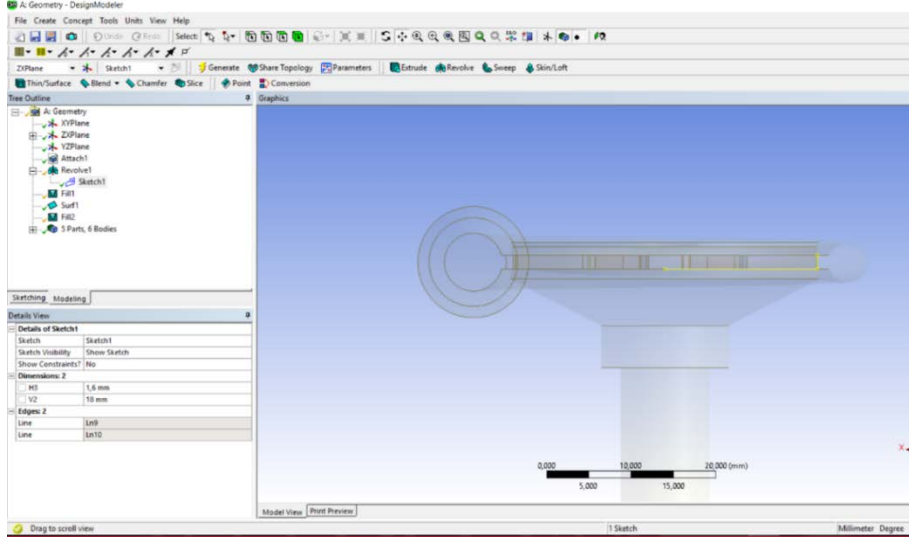 A: Geometry - DesignModeler
File Create Concept Tools Units View Help
Undo Redo Select:
ZXPlane Sketch1 Generate Share Topology Parameters Extrude Revolve Sweep Skin/Loft
Thin/Surface Blend Chamfer Slice Point Conversion
Tree Outline
A: Geometry
XYPlane
ZXPlane
YZPlane
Attach1
Revolve1
Sketch1
Fill1
Surf1
Fill2
5 Parts, 6 Bodies
Sketching Modeling
Details View
Details of Sketch1
Sketch Sketch1
Sketch Visibility Show Sketch
Show Constraints? No
Dimensions: 2
H3 1,6 mm
V2 18 mm
Edges: 2
Line Ln9
Line Ln10
Graphics
0,000 10,000 20,000 (mm)
5,000 15,000
X
Model View Print Preview
Drag to scroll view 1 Sketch Millimeter Degree